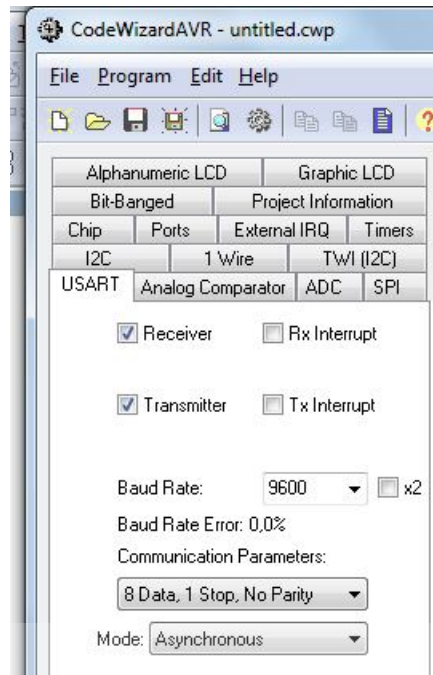 CodeWizardAVR - untitled.cwp
File Program Edit Help
Alphanumeric LCD Graphic LCD
Bit-Banged Project Information
Chip Ports External IRQ Timers
I2C 1 Wire TWI (I2C)
USART Analog Comparator ADC SPI
Receiver Rx Interrupt
Transmitter Tx Interrupt
Baud Rate: 9600 x2
Baud Rate Error: 0,0%
Communication Parameters:
8 Data, 1 Stop, No Parity
Mode: Asynchronous